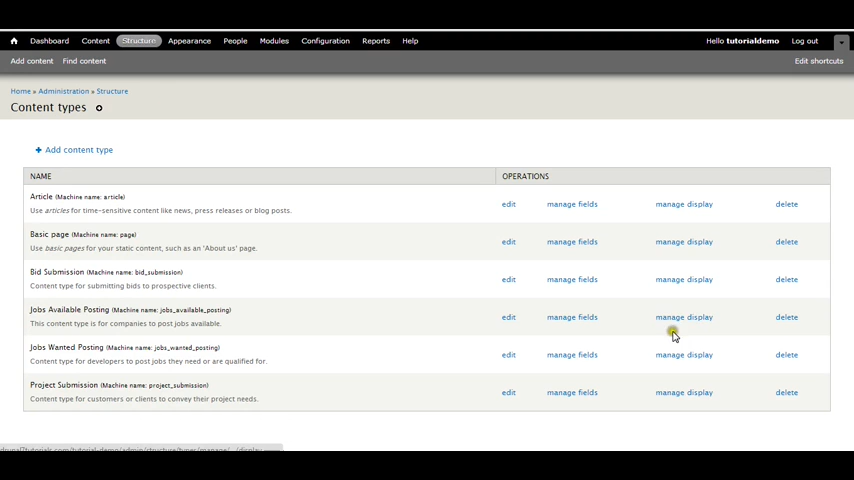 Dashboard Content Structure Appearance People Modules Configuration Reports Help Hello tutorialdemo Log out
Add content Find content Edit shortcuts
Home » Administration » Structure
Content types
Add content type
NAME OPERATIONS
Article (Machine name: article)
Use articles for time-sensitive content like news, press releases or blog posts.
edit manage fields manage display delete
Basic page (Machine name: page)
Use basic pages for your static content, such as an 'About us' page.
edit manage fields manage display delete
Bid Submission (Machine name: bid_submission)
Content type for submitting bids to prospective clients.
edit manage fields manage display delete
Jobs Available Posting (Machine name: jobs_available_posting)
This content type is for companies to post jobs available.
edit manage fields manage display delete
Jobs Wanted Posting (Machine name: jobs_wanted_posting)
Content type for developers to post jobs they need or are qualified for.
edit manage fields manage display delete
Project Submission (Machine name: project_submission)
Content type for customers or clients to convey their project needs.
edit manage fields manage display delete